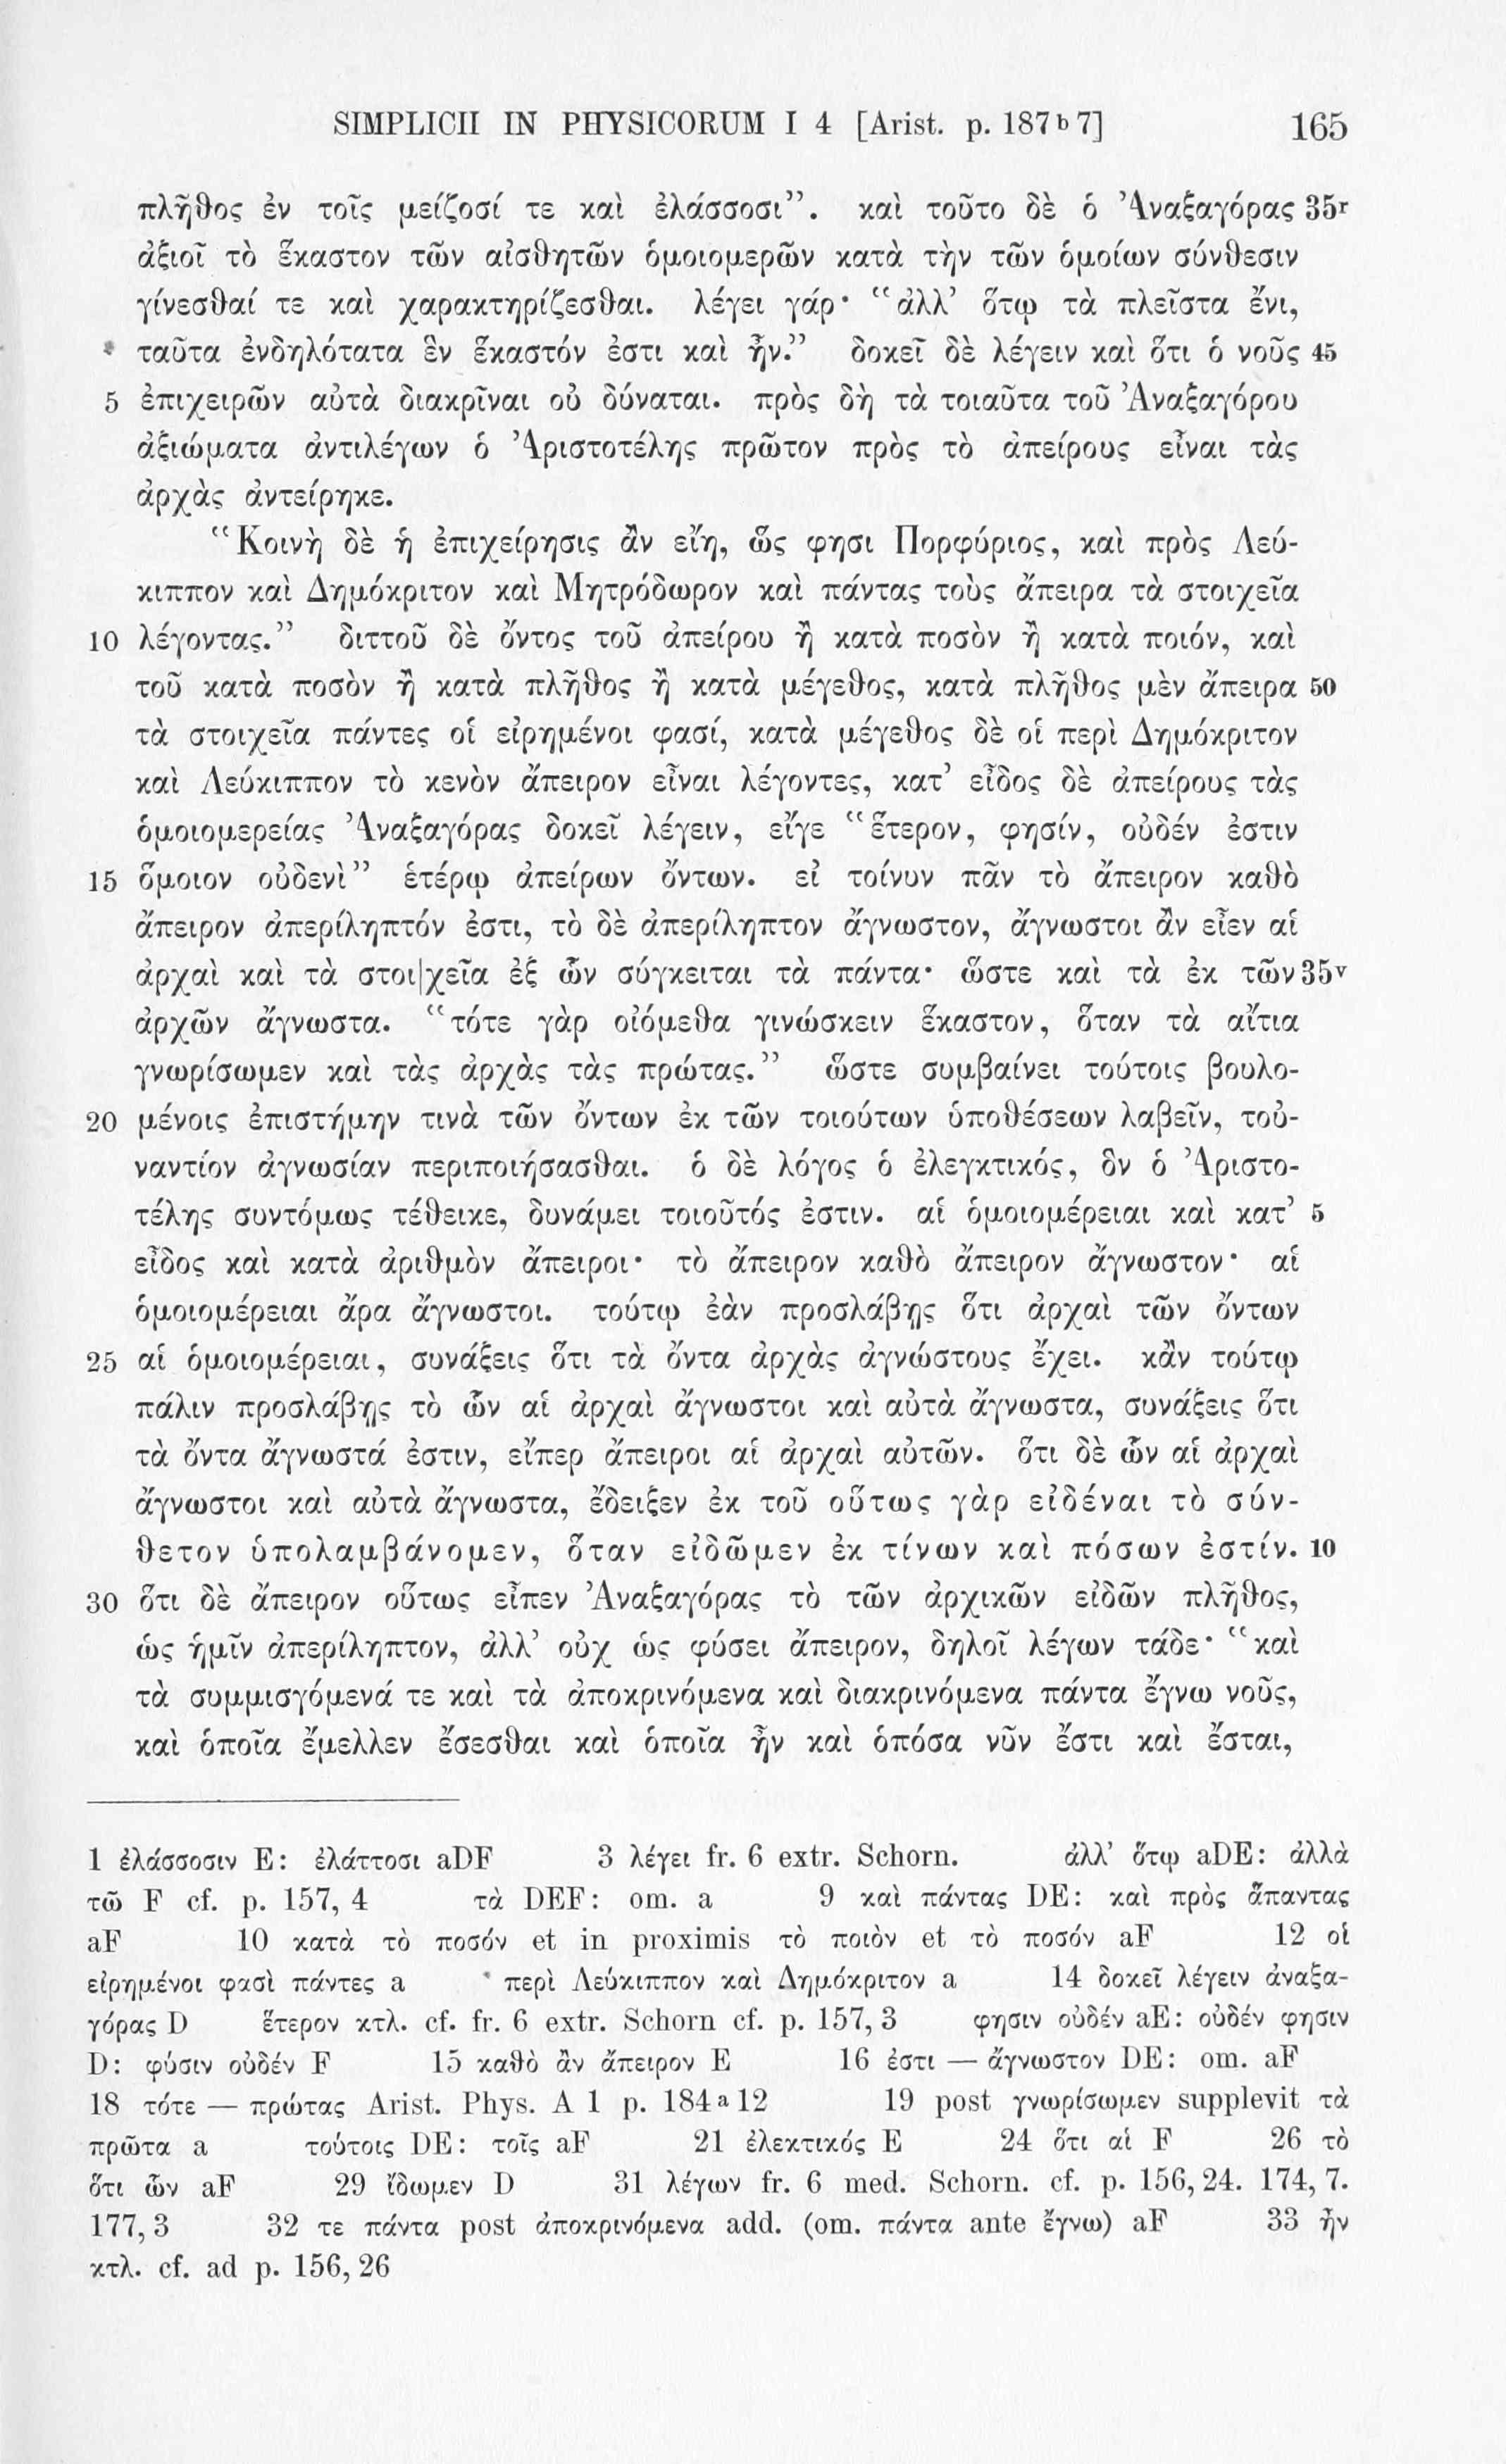 SIMPLICII IN PHYSICORUM I 4 [Arist. p. 187ᵇ 7] 165
πλῆθος ἐν τοῖς μείζοσί τε καὶ ἐλάσσοσι”. καὶ τοῦτο δὲ ὁ Ἀναξαγόρας 35ʳ
ἀξιοῖ τὸ ἕκαστον τῶν αἰσθητῶν ὁμοιομερῶν κατὰ τὴν τῶν ὁμοίων σύνθεσιν
γίνεσθαί τε καὶ χαρακτηρίζεσθαι. λέγει γάρ· “ἀλλ’ ὅτῳ τὰ πλεῖστα ἔνι,
ταῦτα ἐνδηλότατα ἓν ἕκαστόν ἐστι καὶ ἦν.” δοκεῖ δὲ λέγειν καὶ ὅτι ὁ νοῦς 45
5 ἐπιχειρῶν αὐτὰ διακρῖναι οὐ δύναται. πρὸς δὴ τὰ τοιαῦτα τοῦ Ἀναξαγόρου
ἀξιώματα ἀντιλέγων ὁ Ἀριστοτέλης πρῶτον πρὸς τὸ ἀπείρους εἶναι τὰς
ἀρχὰς ἀντείρηκε.
“Κοινὴ δὲ ἡ ἐπιχείρησις ἂν εἴη, ὥς φησι Πορφύριος, καὶ πρὸς Λεύ-
κιππον καὶ Δημόκριτον καὶ Μητρόδωρον καὶ πάντας τοὺς ἄπειρα τὰ στοιχεῖα
10 λέγοντας.” διττοῦ δὲ ὄντος τοῦ ἀπείρου ἢ κατὰ ποσὸν ἢ κατὰ ποιόν, καὶ
τοῦ κατὰ ποσὸν ἢ κατὰ πλῆθος ἢ κατὰ μέγεθος, κατὰ πλῆθος μὲν ἄπειρα 50
τὰ στοιχεῖα πάντες οἱ εἰρημένοι φασί, κατὰ μέγεθος δὲ οἱ περὶ Δημόκριτον
καὶ Λεύκιππον τὸ κενὸν ἄπειρον εἶναι λέγοντες, κατ’ εἶδος δὲ ἀπείρους τὰς
ὁμοιομερείας Ἀναξαγόρας δοκεῖ λέγειν, εἴγε “ἕτερον, φησίν, οὐδέν ἐστιν
15 ὅμοιον οὐδενὶ” ἑτέρῳ ἀπείρων ὄντων. εἰ τοίνυν πᾶν τὸ ἄπειρον καθὸ
ἄπειρον ἀπερίληπτόν ἐστι, τὸ δὲ ἀπερίληπτον ἄγνωστον, ἄγνωστοι ἂν εἶεν αἱ
ἀρχαὶ καὶ τὰ στοι|χεῖα ἐξ ὧν σύγκειται τὰ πάντα· ὥστε καὶ τὰ ἐκ τῶν 35ᵛ
ἀρχῶν ἄγνωστα. “τότε γὰρ οἰόμεθα γινώσκειν ἕκαστον, ὅταν τὰ αἴτια
γνωρίσωμεν καὶ τὰς ἀρχὰς τὰς πρώτας.” ὥστε συμβαίνει τούτοις βουλο-
20 μένοις ἐπιστήμην τινὰ τῶν ὄντων ἐκ τῶν τοιούτων ὑποθέσεων λαβεῖν, τοὐ-
ναντίον ἀγνωσίαν περιποιήσασθαι. ὁ δὲ λόγος ὁ ἐλεγκτικός, ὃν ὁ Ἀριστο-
τέλης συντόμως τέθεικε, δυνάμει τοιοῦτός ἐστιν. αἱ ὁμοιομέρειαι καὶ κατ’ 5
εἶδος καὶ κατὰ ἀριθμὸν ἄπειροι· τὸ ἄπειρον καθὸ ἄπειρον ἄγνωστον· αἱ
ὁμοιομέρειαι ἄρα ἄγνωστοι. τούτῳ ἐὰν προσλάβῃς ὅτι ἀρχαὶ τῶν ὄντων
25 αἱ ὁμοιομέρειαι, συνάξεις ὅτι τὰ ὄντα ἀρχὰς ἀγνώστους ἔχει. κἂν τούτῳ
πάλιν προσλάβῃς τὸ ὧν αἱ ἀρχαὶ ἄγνωστοι καὶ αὐτὰ ἄγνωστα, συνάξεις ὅτι
τὰ ὄντα ἄγνωστά ἐστιν, εἴπερ ἄπειροι αἱ ἀρχαὶ αὐτῶν. ὅτι δὲ ὧν αἱ ἀρχαὶ
ἄγνωστοι καὶ αὐτὰ ἄγνωστα, ἔδειξεν ἐκ τοῦ οὕτως γὰρ εἰδέναι τὸ σύν-
θετον ὑπολαμβάνομεν, ὅταν εἰδῶμεν ἐκ τίνων καὶ πόσων ἐστίν. 10
30 ὅτι δὲ ἄπειρον οὕτως εἶπεν Ἀναξαγόρας τὸ τῶν ἀρχικῶν εἰδῶν πλῆθος,
ὡς ἡμῖν ἀπερίληπτον, ἀλλ’ οὐχ ὡς φύσει ἄπειρον, δηλοῖ λέγων τάδε· “καὶ
τὰ συμμισγόμενά τε καὶ τὰ ἀποκρινόμενα καὶ διακρινόμενα πάντα ἔγνω νοῦς,
καὶ ὁποῖα ἔμελλεν ἔσεσθαι καὶ ὁποῖα ἦν καὶ ὁπόσα νῦν ἔστι καὶ ἔσται,
1 ἐλάσσοσιν E: ἐλάττοσι aDF 3 λέγει fr. 6 extr. Schorn. ἀλλ’ ὅτῳ aDE: ἀλλὰ
τῶ F cf. p. 157, 4 τὰ DEF: om. a 9 καὶ πάντας DE: καὶ πρὸς ἅπαντας
aF 10 κατὰ τὸ ποσόν et in proximis τὸ ποιὸν et τὸ ποσόν aF 12 οἱ
εἰρημένοι φασὶ πάντες a περὶ Λεύκιππον καὶ Δημόκριτον a 14 δοκεῖ λέγειν ἀναξα-
γόρας D ἕτερον κτλ. cf. fr. 6 extr. Schorn cf. p. 157, 3 φησιν οὐδέν aE: οὐδέν φησιν
D: φύσιν οὐδέν F 15 καθὸ ἂν ἄπειρον E 16 ἐστι — ἄγνωστον DE: om. aF
18 τότε — πρώτας Arist. Phys. A 1 p. 184ᵃ 12 19 post γνωρίσωμεν supplevit τὰ
πρῶτα a τούτοις DE: τοῖς aF 21 ἐλεκτικός E 24 ὅτι αἱ F 26 τὸ
ὅτι ὧν aF 29 ἴδωμεν D 31 λέγων fr. 6 med. Schorn. cf. p. 156, 24. 174, 7.
177, 3 32 τε πάντα post ἀποκρινόμενα add. (om. πάντα ante ἔγνω) aF 33 ἦν
κτλ. cf. ad p. 156, 26